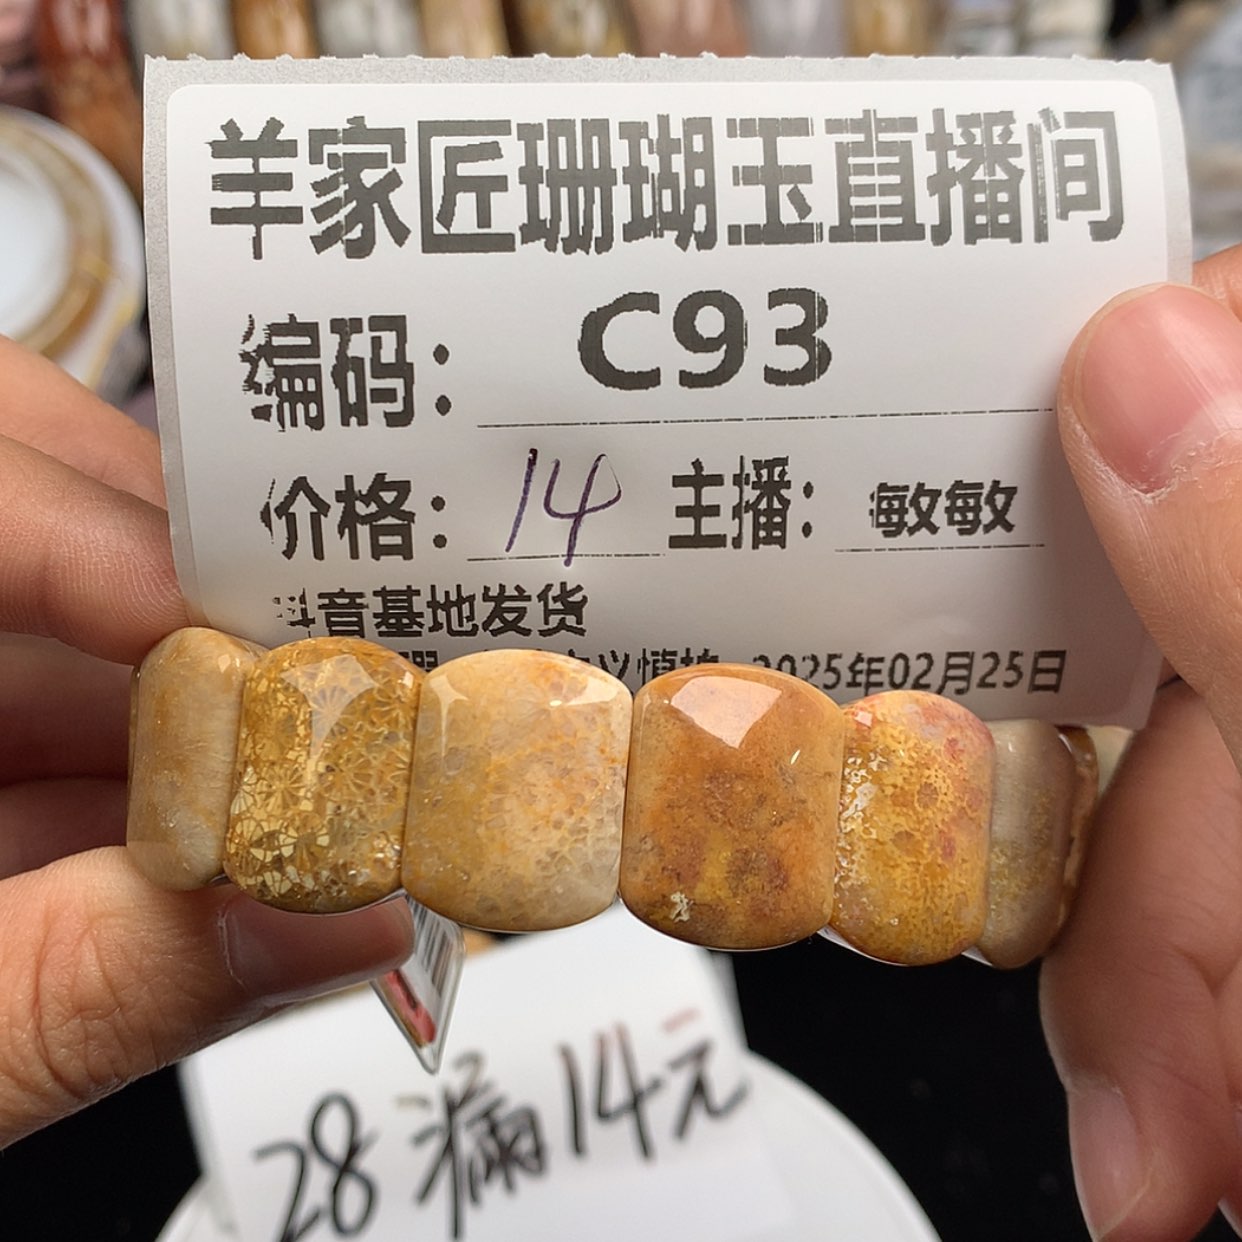 羊家匠珊瑚玉直播间
编码： C93
价格： 14 主播： 敏敏
抖音基地发货
慎拍 2025年02月25日
28漏14元